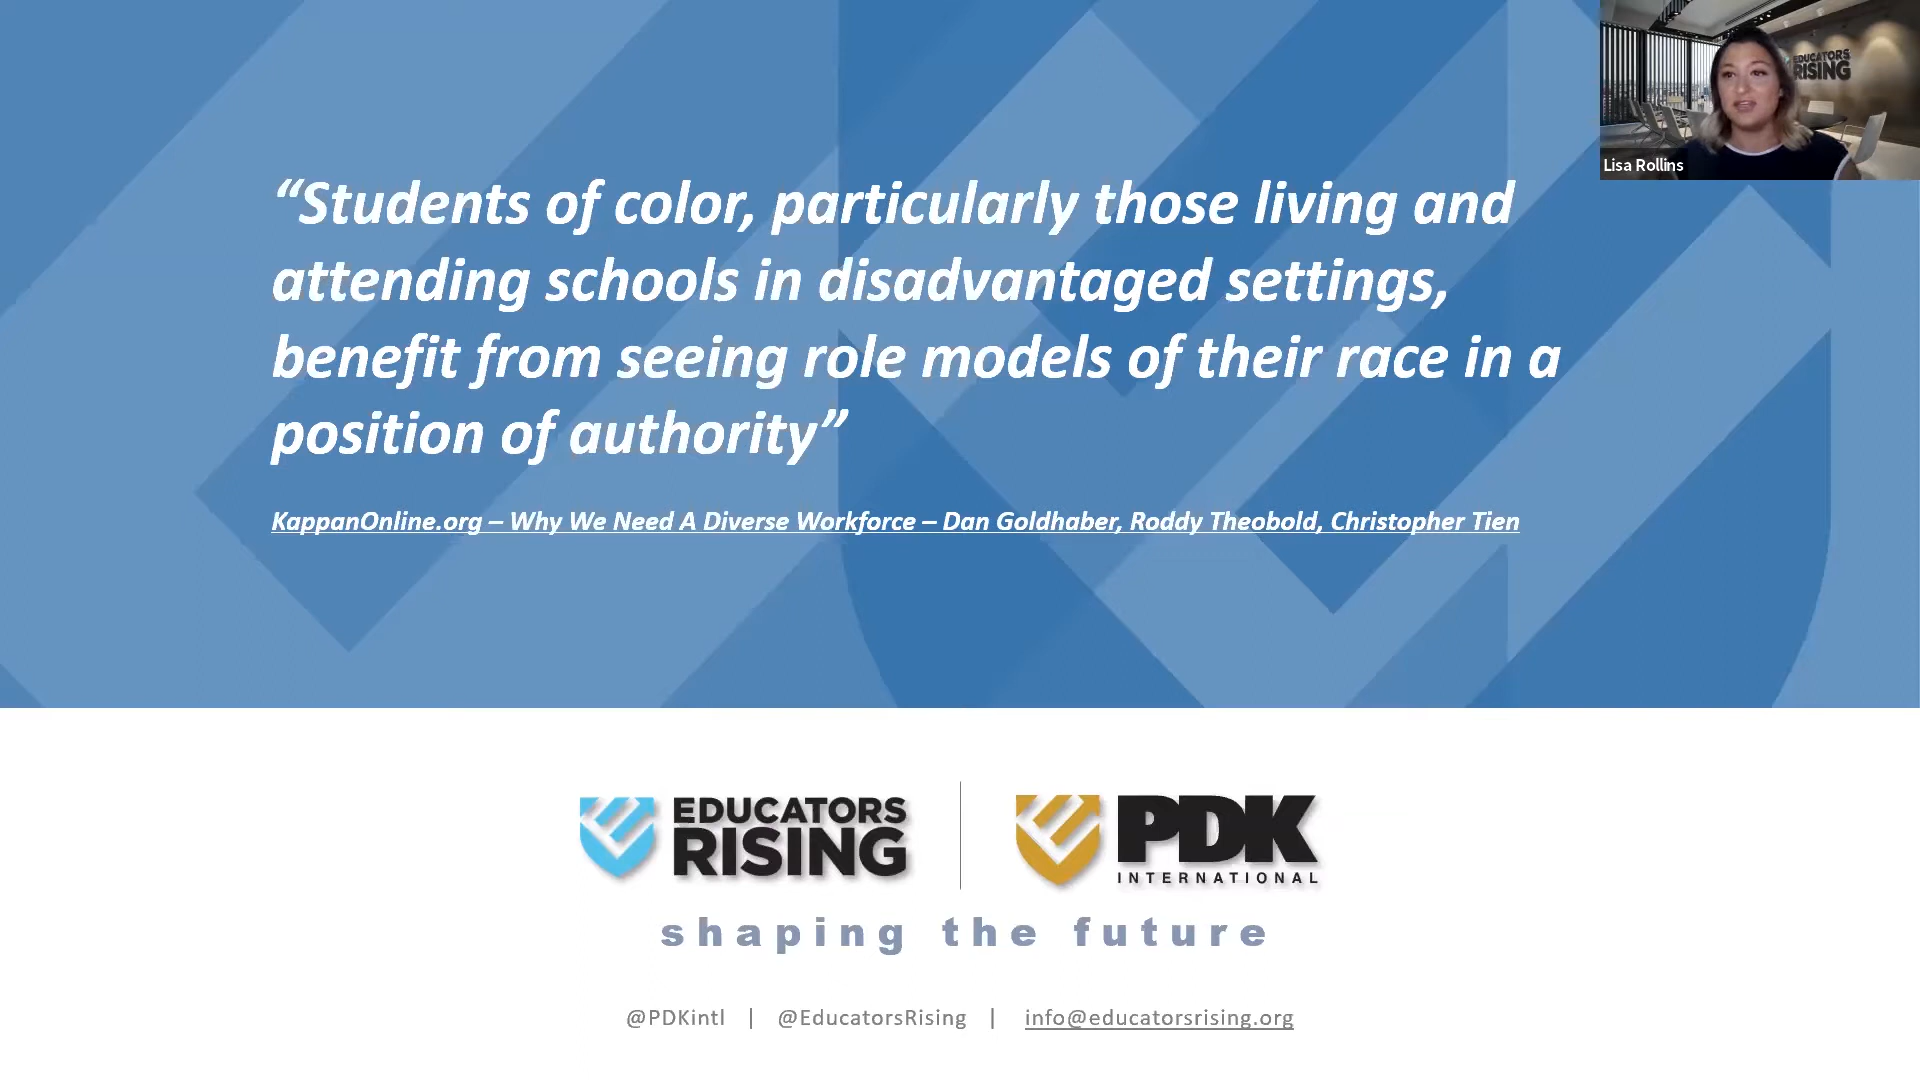 EDUCATORS
RISING
Lisa Rollins
“Students of color, particularly those living and
attending schools in disadvantaged settings,
benefit from seeing role models of their race in a
position of authority”
KappanOnline.org – Why We Need A Diverse Workforce – Dan Goldhaber, Roddy Theobold, Christopher Tien
EDUCATORS
RISING
PDK
INTERNATIONAL
shaping the future
@PDKintl | @EducatorsRising | info@educatorsrising.org